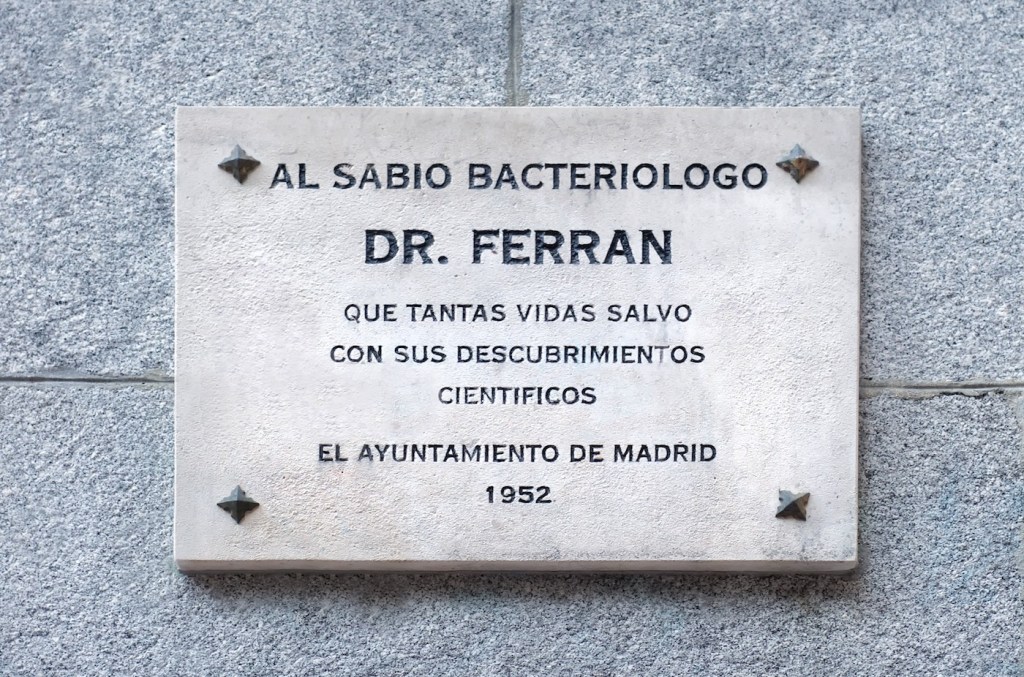 AL SABIO BACTERIOLOGO
DR. FERRAN
QUE TANTAS VIDAS SALVO
CON SUS DESCUBRIMIENTOS
CIENTIFICOS
EL AYUNTAMIENTO DE MADRID
1952